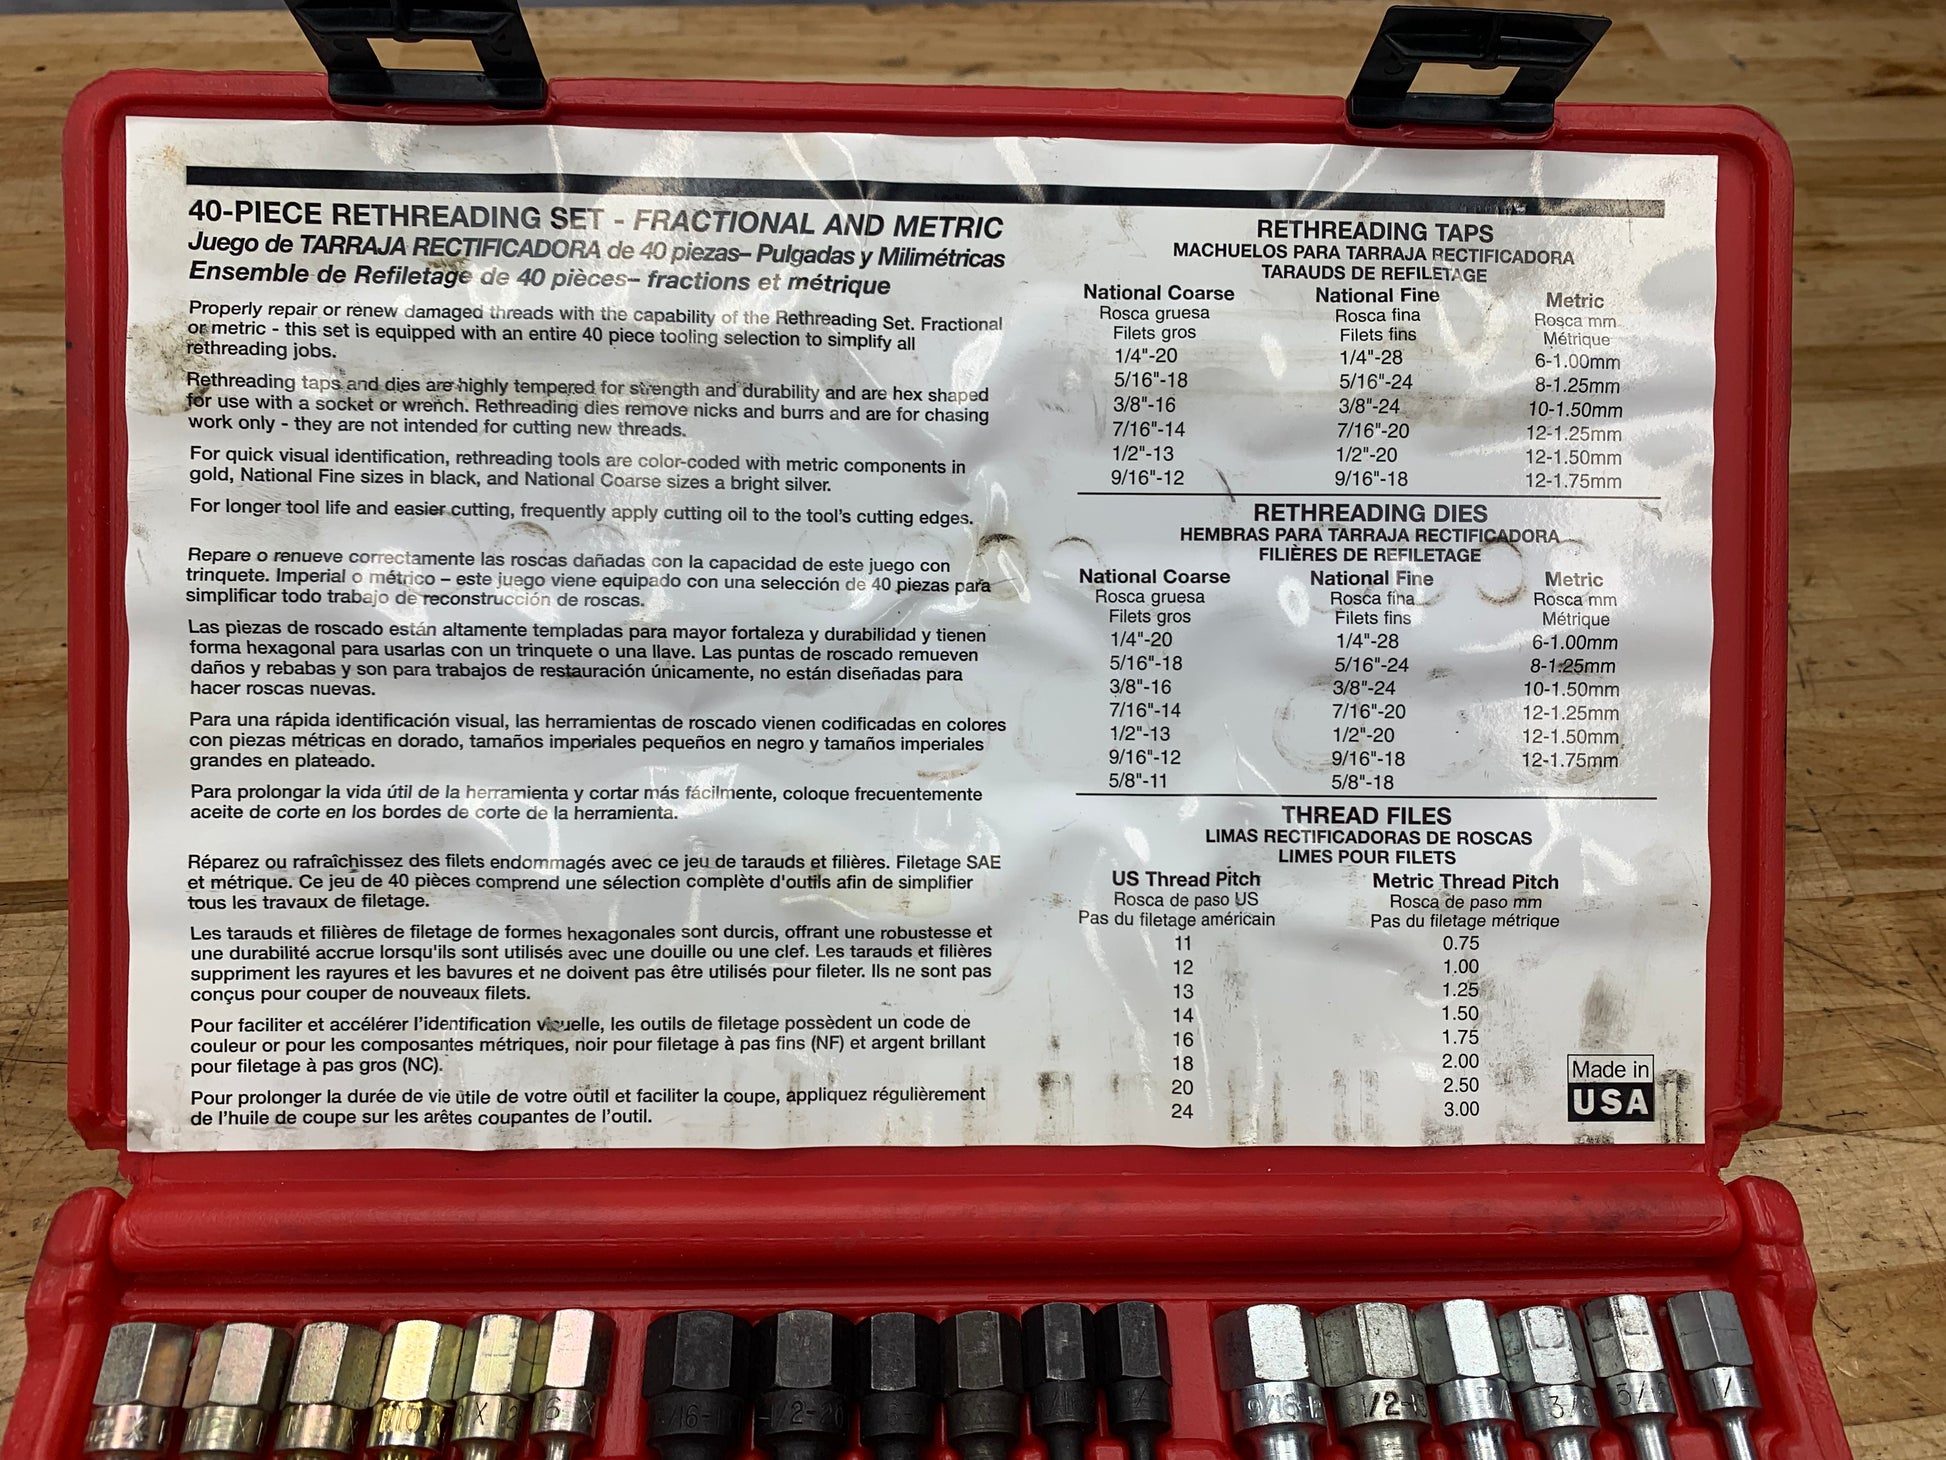 40-PIECE RETHREADING SET - FRACTIONAL AND METRIC
Juego de TARRAJA RECTIFICADORA de 40 piezas– Pulgadas y Milimétricas
Ensemble de Refiletage de 40 pièces– fractions et métrique
Properly repair or renew damaged threads with the capability of the Rethreading Set. Fractional
or metric - this set is equipped with an entire 40 piece tooling selection to simplify all
rethreading jobs.
Rethreading taps and dies are highly tempered for strength and durability and are hex shaped
for use with a socket or wrench. Rethreading dies remove nicks and burrs and are for chasing
work only - they are not intended for cutting new threads.
For quick visual identification, rethreading tools are color-coded with metric components in
gold, National Fine sizes in black, and National Coarse sizes a bright silver.
For longer tool life and easier cutting, frequently apply cutting oil to the tool's cutting edges.
Repare o renueve correctamente las roscas dañadas con la capacidad de este juego con
trinquete. Imperial o métrico – este juego viene equipado con una selección de 40 piezas para
simplificar todo trabajo de reconstrucción de roscas.
Las piezas de roscado están altamente templadas para mayor fortaleza y durabilidad y tienen
forma hexagonal para usarlas con un trinquete o una llave. Las puntas de roscado remueven
daños y rebabas y son para trabajos de restauración únicamente, no están diseñadas para
hacer roscas nuevas.
Para una rápida identificación visual, las herramientas de roscado vienen codificadas en colores
con piezas métricas en dorado, tamaños imperiales pequeños en negro y tamaños imperiales
grandes en plateado.
Para prolongar la vida útil de la herramienta y cortar más fácilmente, coloque frecuentemente
aceite de corte en los bordes de corte de la herramienta.
Réparez ou rafraîchissez des filets endommagés avec ce jeu de tarauds et filières. Filetage SAE
et métrique. Ce jeu de 40 pièces comprend une sélection complète d'outils afin de simplifier
tous les travaux de filetage.
Les tarauds et filières de filetage de formes hexagonales sont durcis, offrant une robustesse et
une durabilité accrue lorsqu'ils sont utilisés avec une douille ou une clef. Les tarauds et filières
suppriment les rayures et les bavures et ne doivent pas être utilisés pour fileter. Ils ne sont pas
conçus pour couper de nouveaux filets.
Pour faciliter et accélérer l'identification visuelle, les outils de filetage possèdent un code de
couleur or pour les composantes métriques, noir pour filetage à pas fins (NF) et argent brillant
pour filetage à pas gros (NC).
Pour prolonger la durée de vie utile de votre outil et faciliter la coupe, appliquez régulièrement
de l'huile de coupe sur les arêtes coupantes de l'outil.
RETHREADING TAPS
MACHUELOS PARA TARRAJA RECTIFICADORA
TARAUDS DE REFILETAGE
National Coarse National Fine Metric
Rosca gruesa Rosca fina Rosca mm
Filets gros Filets fins Métrique
1/4"-20 1/4"-28 6-1.00mm
5/16"-18 5/16"-24 8-1.25mm
3/8"-16 3/8"-24 10-1.50mm
7/16"-14 7/16"-20 12-1.25mm
1/2"-13 1/2"-20 12-1.50mm
9/16"-12 9/16"-18 12-1.75mm
RETHREADING DIES
HEMBRAS PARA TARRAJA RECTIFICADORA
FILIÈRES DE REFILETAGE
National Coarse National Fine Metric
Rosca gruesa Rosca fina Rosca mm
Filets gros Filets fins Métrique
1/4"-20 1/4"-28 6-1.00mm
5/16"-18 5/16"-24 8-1.25mm
3/8"-16 3/8"-24 10-1.50mm
7/16"-14 7/16"-20 12-1.25mm
1/2"-13 1/2"-20 12-1.50mm
9/16"-12 9/16"-18 12-1.75mm
5/8"-11 5/8"-18
THREAD FILES
LIMAS RECTIFICADORAS DE ROSCAS
LIMES POUR FILETS
US Thread Pitch Metric Thread Pitch
Rosca de paso US Rosca de paso mm
Pas du filetage américain Pas du filetage métrique
11 0.75
12 1.00
13 1.25
14 1.50
16 1.75
18 2.00
20 2.50
24 3.00
Made in
USA